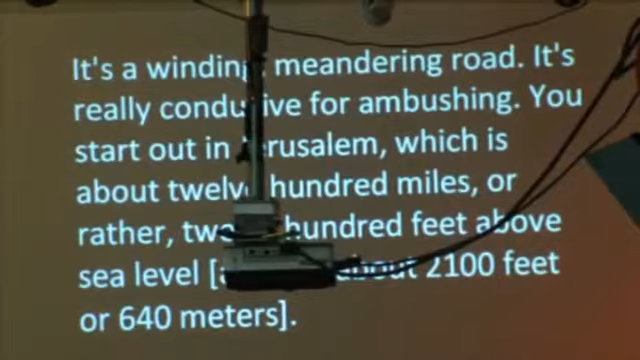 It's a winding, meandering road. It's
really conducive for ambushing. You
start out in Jerusalem, which is
about twelve hundred miles, or
rather, hundred feet above
sea level about 2100 feet
or 640 meters].